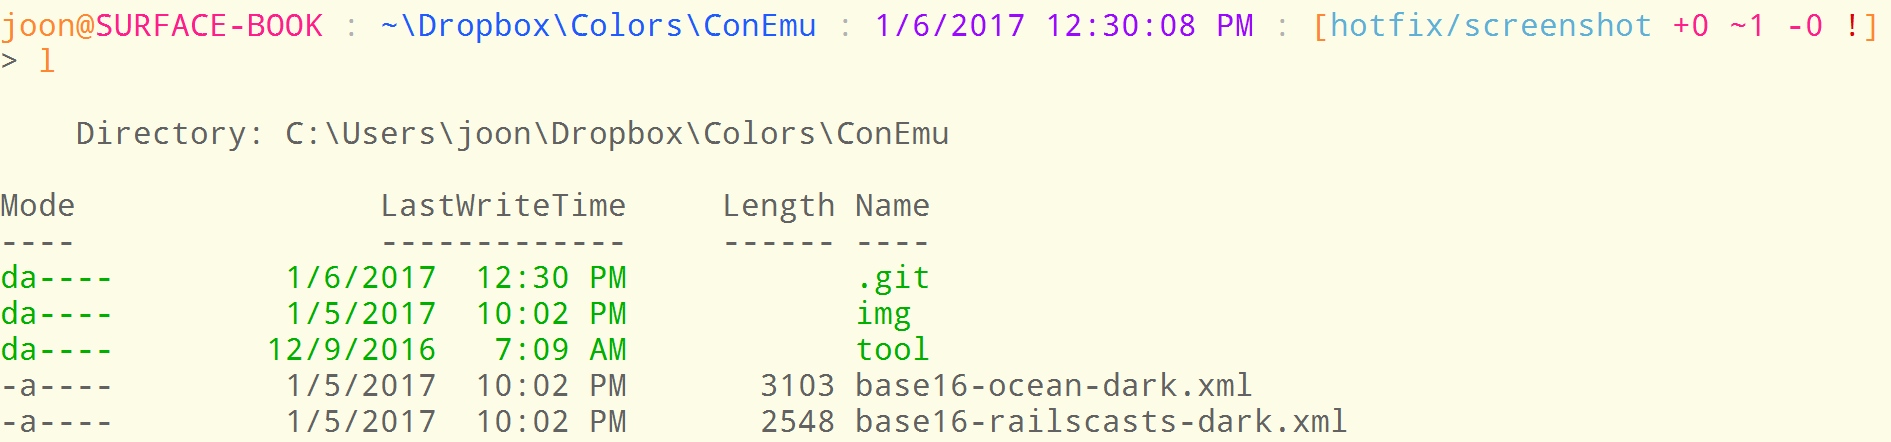 joon@SURFACE-BOOK : ~\Dropbox\Colors\ConEmu : 1/6/2017 12:30:08 PM : [hotfix/screenshot +0 ~1 -0 !]
> l
    Directory: C:\Users\joon\Dropbox\Colors\ConEmu
Mode                LastWriteTime     Length Name
----                -------------     ------ ----
da----         1/6/2017  12:30 PM            .git
da----         1/5/2017  10:02 PM            img
da----        12/9/2016   7:09 AM            tool
-a----         1/5/2017  10:02 PM       3103 base16-ocean-dark.xml
-a----         1/5/2017  10:02 PM       2548 base16-railscasts-dark.xml